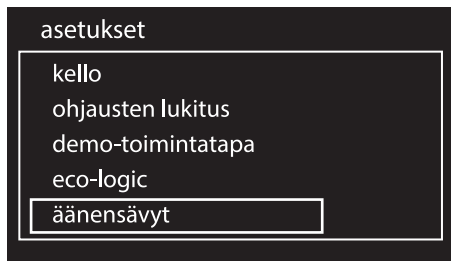 asetukset
kello
ohjausten lukitus
demo-toimintatapa
eco-logic
äänensävyt